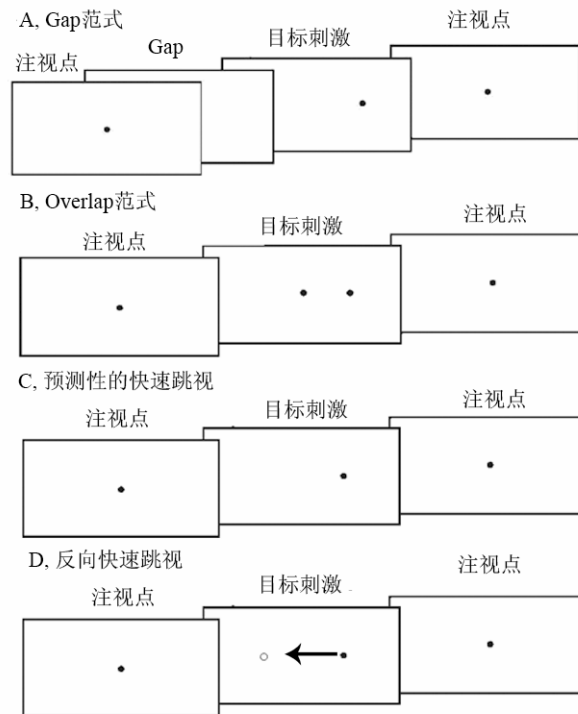 A, Gap范式
注视点
Gap
目标刺激
注视点
B, Overlap范式
注视点
目标刺激
注视点
C, 预测性的快速跳视
注视点
目标刺激
注视点
D, 反向快速跳视
注视点
目标刺激
注视点